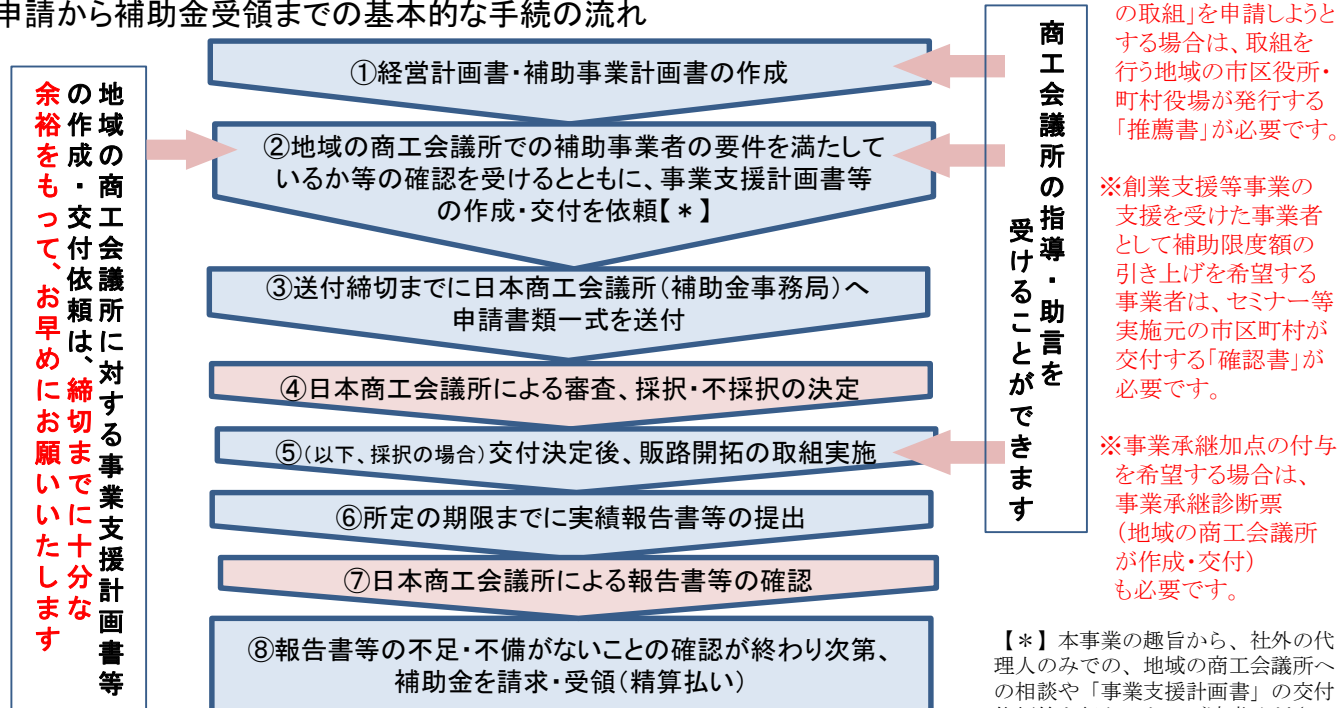 申請から補助金受領までの基本的な手続の流れ
地域の商工会議所に対する事業支援計画書等
の作成・交付依頼は、締切までに十分な
余裕をもって、お早めにお願いいたします
①経営計画書・補助事業計画書の作成
②地域の商工会議所での補助事業者の要件を満たして
いるか等の確認を受けるとともに、事業支援計画書等
の作成・交付を依頼【＊】
③送付締切までに日本商工会議所（補助金事務局）へ
申請書類一式を送付
④日本商工会議所による審査、採択・不採択の決定
⑤（以下、採択の場合）交付決定後、販路開拓の取組実施
⑥所定の期限までに実績報告書等の提出
⑦日本商工会議所による報告書等の確認
⑧報告書等の不足・不備がないことの確認が終わり次第、
補助金を請求・受領（精算払い）
商工会議所の指導・助言を
受けることができます
の取組」を申請しようと
する場合は、取組を
行う地域の市区役所・
町村役場が発行する
「推薦書」が必要です。
※創業支援等事業の
支援を受けた事業者
として補助限度額の
引き上げを希望する
事業者は、セミナー等
実施元の市区町村が
交付する「確認書」が
必要です。
※事業承継加点の付与
を希望する場合は、
事業承継診断票
（地域の商工会議所
が作成・交付）
も必要です。
【＊】本事業の趣旨から、社外の代
理人のみでの、地域の商工会議所へ
の相談や「事業支援計画書」の交付